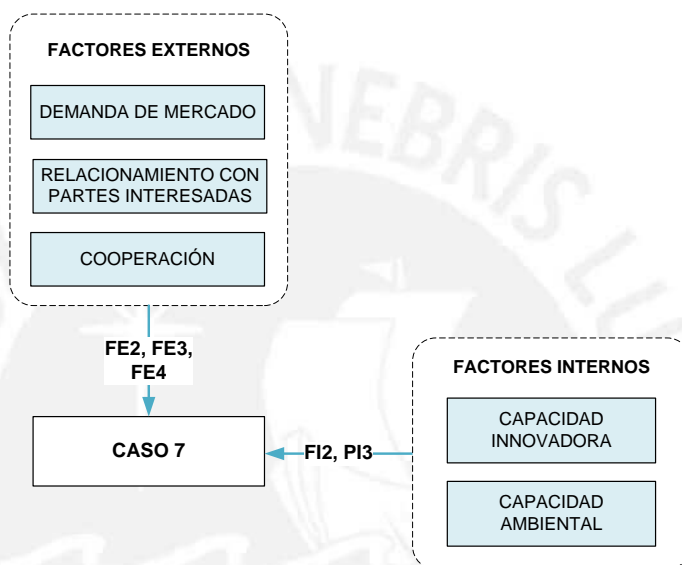 FACTORES EXTERNOS
DEMANDA DE MERCADO
RELACIONAMIENTO CON
PARTES INTERESADAS
COOPERACIÓN
FE2, FE3,
FE4
CASO 7
FI2, PI3
FACTORES INTERNOS
CAPACIDAD
INNOVADORA
CAPACIDAD
AMBIENTAL